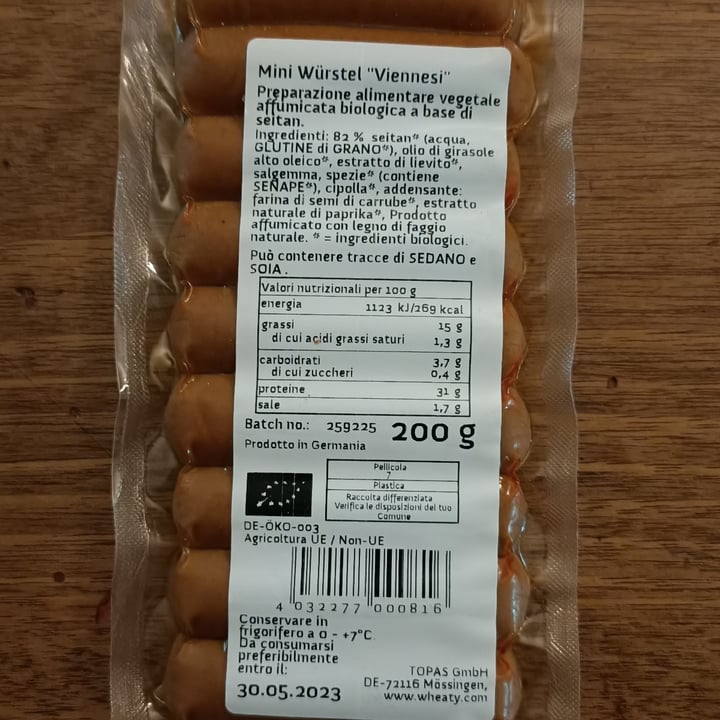 Mini Würstel "Viennesi"
Preparazione alimentare vegetale
affumicata biologica a base di
seitan.
Ingredienti: 82 % seitan* (acqua,
GLUTINE di GRANO*), olio di girasole
alto oleico*, estratto di lievito*,
salgemma, spezie* (contiene
SENAPE*), cipolla*, addensante:
farina di semi di carrube*, estratto
naturale di paprika*, Prodotto
affumicato con legno di faggio
naturale. * = ingredienti biologici.
Può contenere tracce di SEDANO e
SOIA.
Valori nutrizionali per 100 g
energia 1123 kJ/269 kcal
grassi 15 g
di cui acidi grassi saturi 1,3 g
carboidrati 3,7 g
di cui zuccheri 0,4 g
proteine 31 g
sale 1,7 g
Batch no.: 259225 200 g
Prodotto in Germania
Pellicola
7
Plastica
Raccolta differenziata
Verifica le disposizioni del tuo
Comune
DE-ÖKO-003
Agricoltura UE / Non-UE
4 032277 000816
Conservare in
frigorifero a 0 - +7°C
Da consumarsi
preferibilmente
entro il:
30.05.2023
TOPAS GmbH
DE-72116 Mössingen,
www.wheaty.com